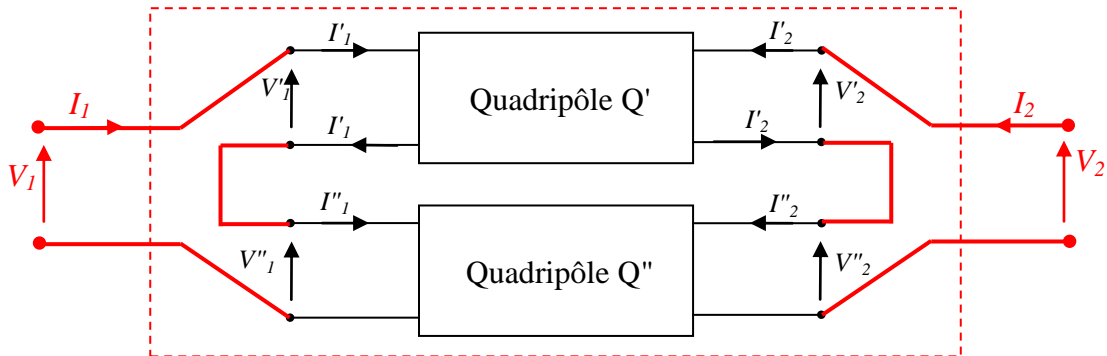 I'1
I'2
V'1
Quadripôle Q'
V'2
I1
I'1
I'2
I2
V1
V2
I"1
I"2
V"1
Quadripôle Q"
V"2